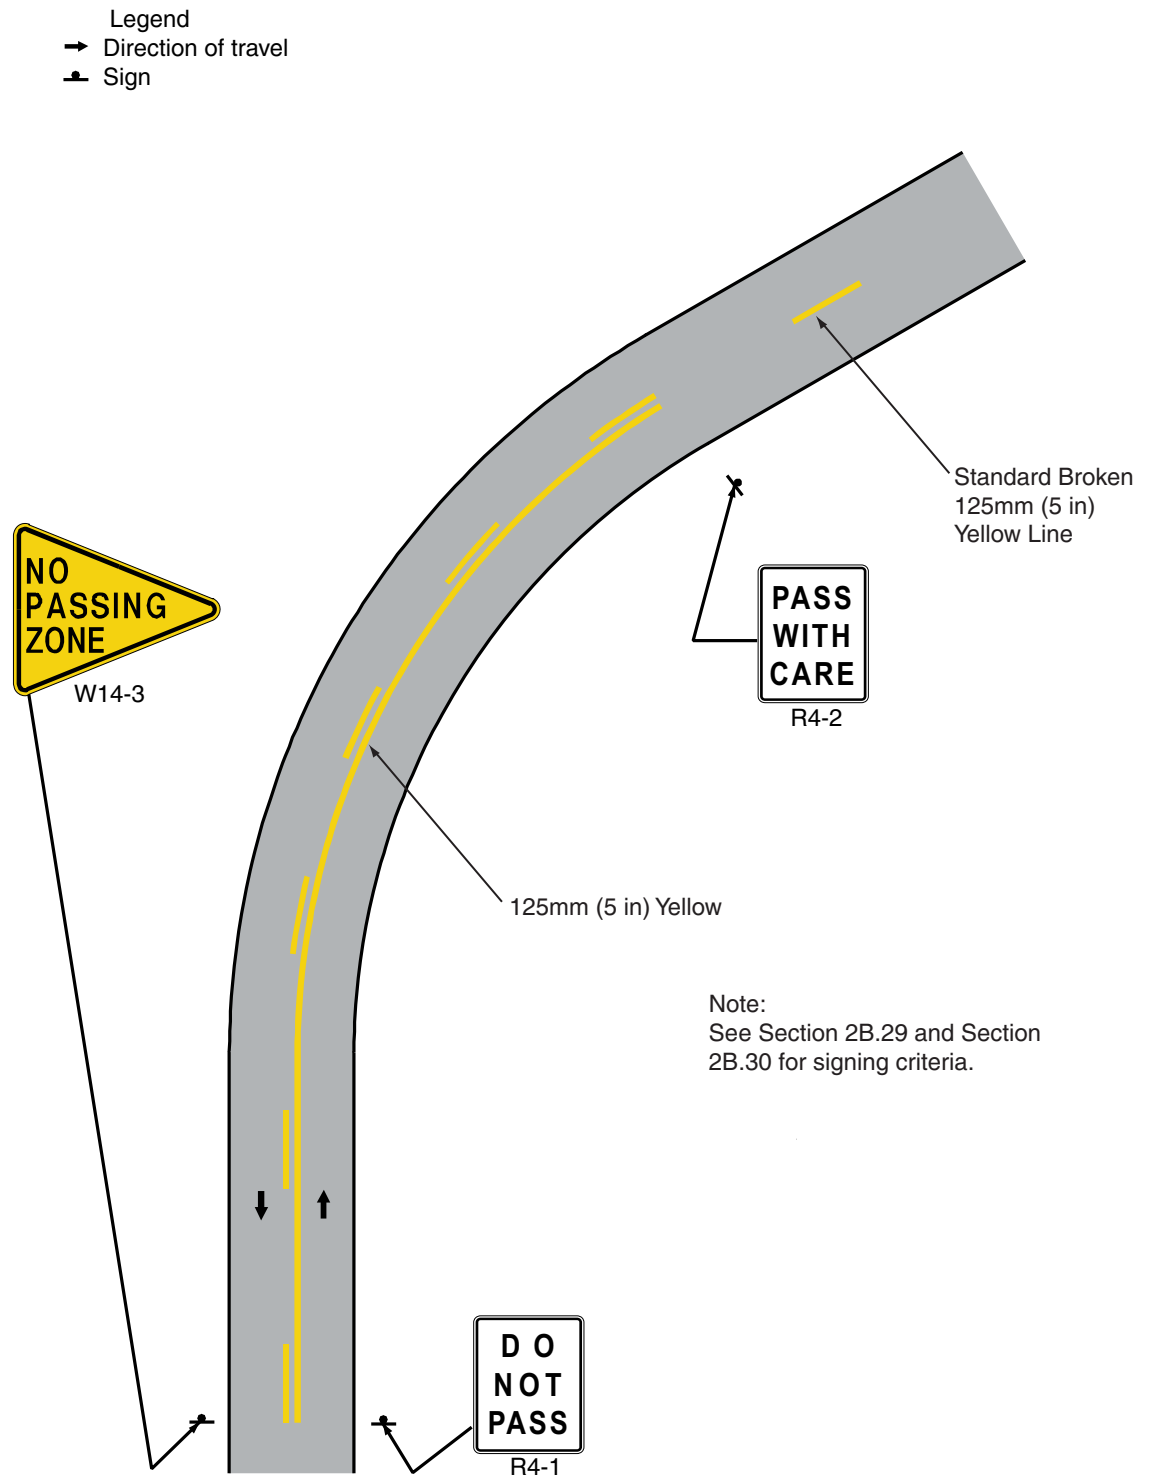 Legend
Direction of travel
Sign
Standard Broken
125mm (5 in)
Yellow Line
NO
PASSING
ZONE
W14-3
PASS
WITH
CARE
R4-2
125mm (5 in) Yellow
Note:
See Section 2B.29 and Section
2B.30 for signing criteria.
DO
NOT
PASS
R4-1